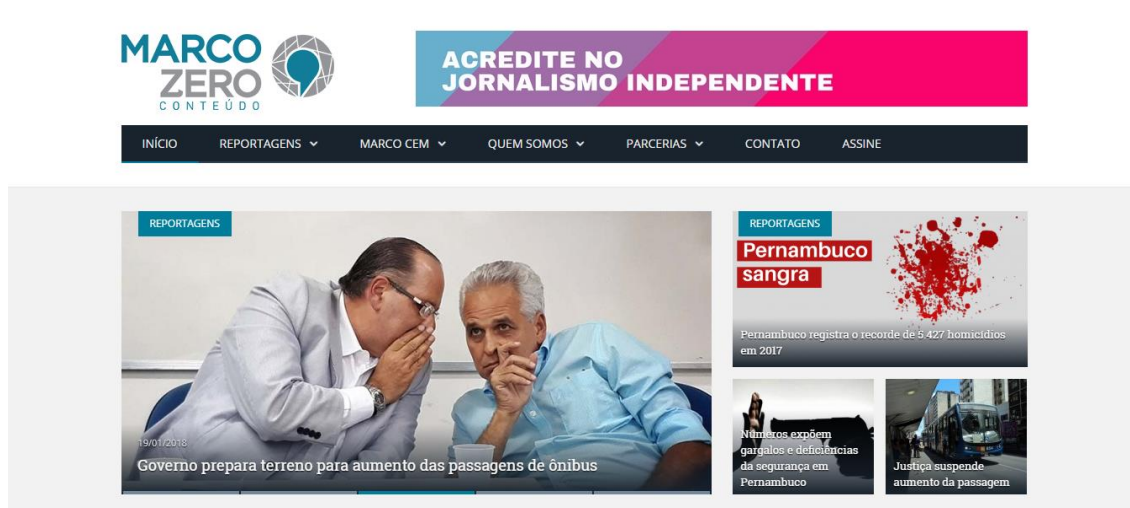 MARCO
ZERO
CONTEÚDO
ACREDITE NO
JORNALISMO INDEPENDENTE
INÍCIO REPORTAGENS MARCO CEM QUEM SOMOS PARCERIAS CONTATO ASSINE
REPORTAGENS
19/01/2018
Governo prepara terreno para aumento das passagens de ônibus
REPORTAGENS
Pernambuco
sangra
Pernambuco registra o recorde de 5.427 homicídios
em 2017
Números expõem
gargalos e deficiências
da segurança em
Pernambuco
Justiça suspende
aumento da passagem